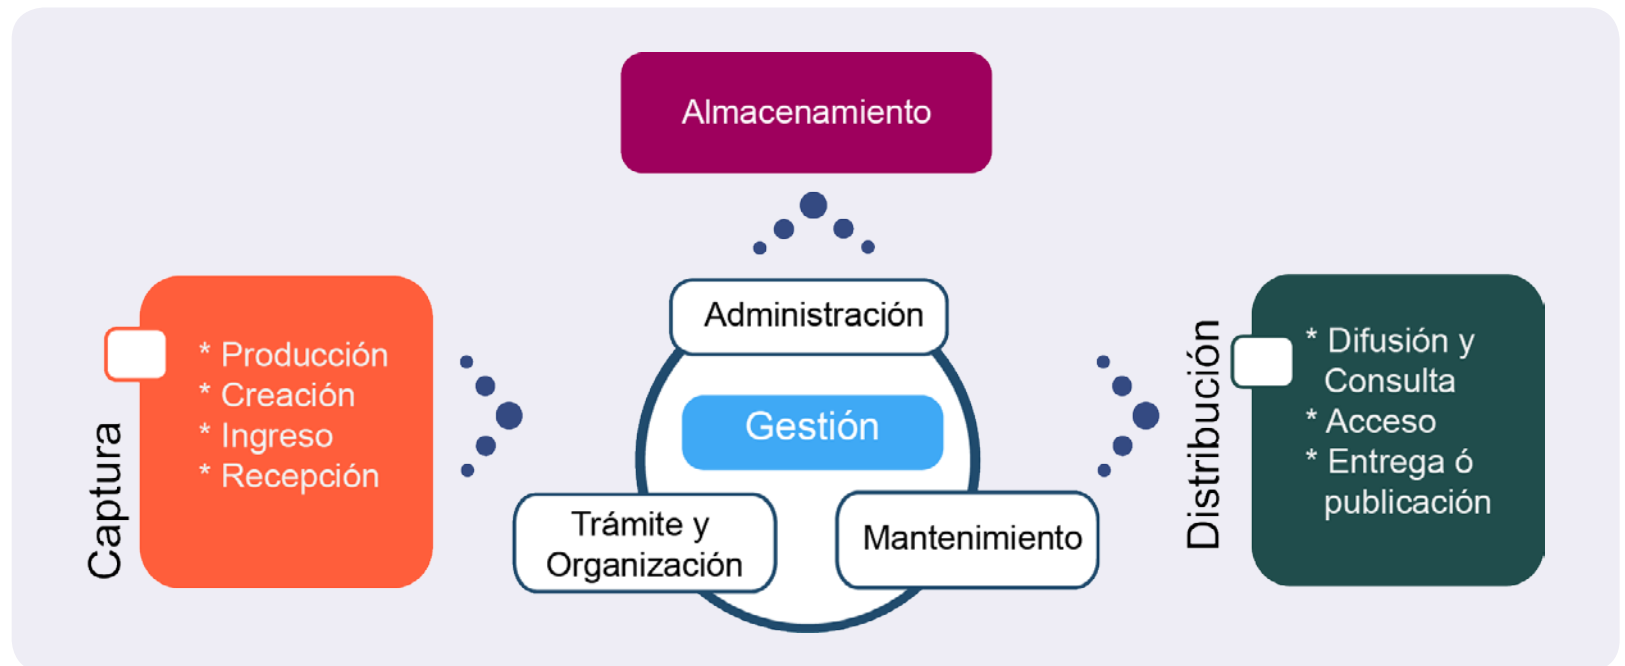 Almacenamiento
Captura
* Producción
* Creación
* Ingreso
* Recepción
Administración
Gestión
Trámite y
Organización
Mantenimiento
Distribución
* Difusión y
Consulta
* Acceso
* Entrega ó
publicación